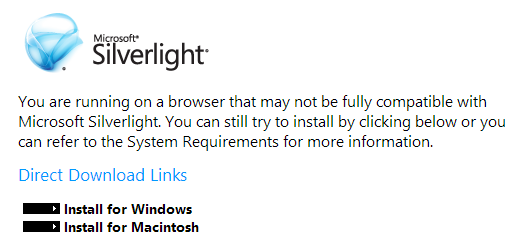 Microsoft®
Silverlight®
You are running on a browser that may not be fully compatible with
Microsoft Silverlight. You can still try to install by clicking below or you
can refer to the System Requirements for more information.
Direct Download Links
Install for Windows
Install for Macintosh